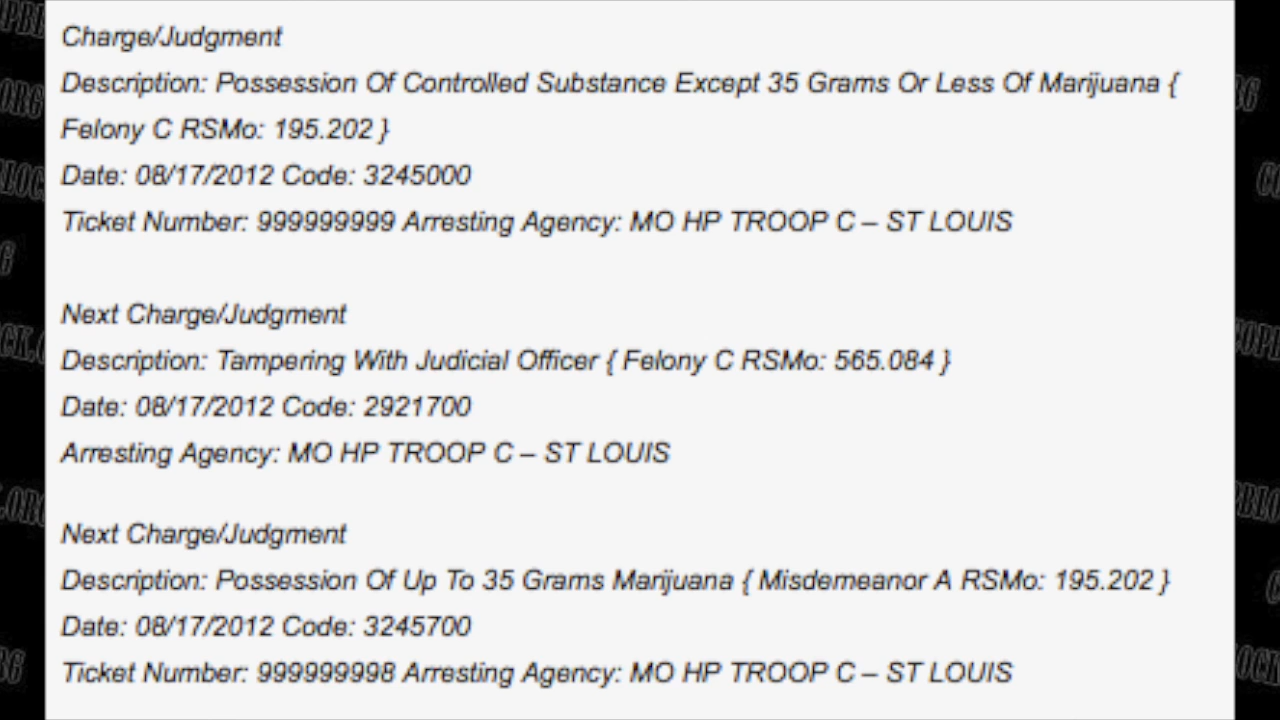 Charge/Judgment
Description: Possession Of Controlled Substance Except 35 Grams Or Less Of Marijuana {
Felony C RSMo: 195.202 }
Date: 08/17/2012 Code: 3245000
Ticket Number: 999999999 Arresting Agency: MO HP TROOP C – ST LOUIS
Next Charge/Judgment
Description: Tampering With Judicial Officer { Felony C RSMo: 565.084 }
Date: 08/17/2012 Code: 2921700
Arresting Agency: MO HP TROOP C – ST LOUIS
Next Charge/Judgment
Description: Possession Of Up To 35 Grams Marijuana { Misdemeanor A RSMo: 195.202 }
Date: 08/17/2012 Code: 3245700
Ticket Number: 999999998 Arresting Agency: MO HP TROOP C – ST LOUIS